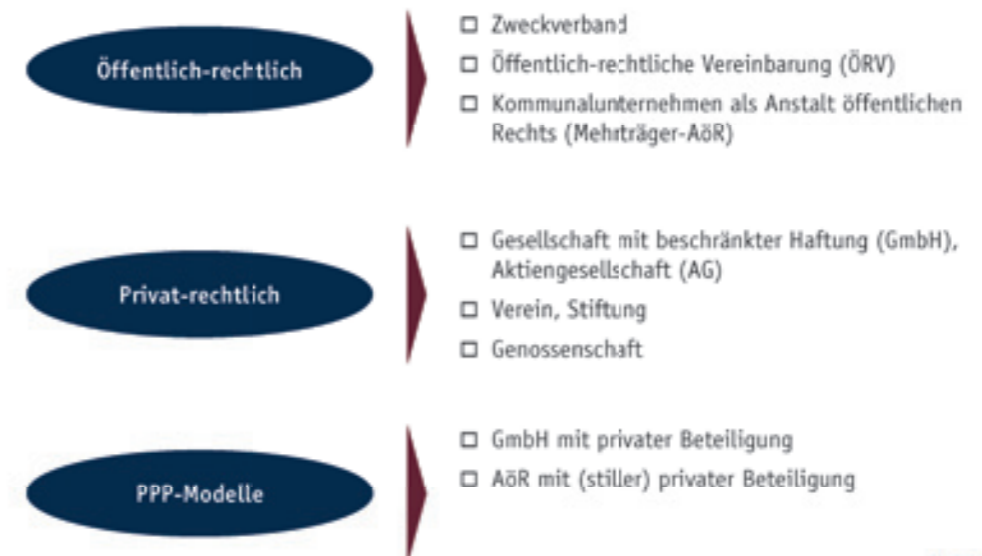 Öffentlich-rechtlich
□ Zweckverband
□ Öffentlich-rechtliche Vereinbarung (ÖRV)
□ Kommunalunternehmen als Anstalt öffentlichen
Rechts (Mehrträger-AöR)
Privat-rechtlich
□ Gesellschaft mit beschränkter Haftung (GmbH),
Aktiengesellschaft (AG)
□ Verein, Stiftung
□ Genossenschaft
PPP-Modelle
□ GmbH mit privater Beteiligung
□ AöR mit (stiller) privater Beteiligung